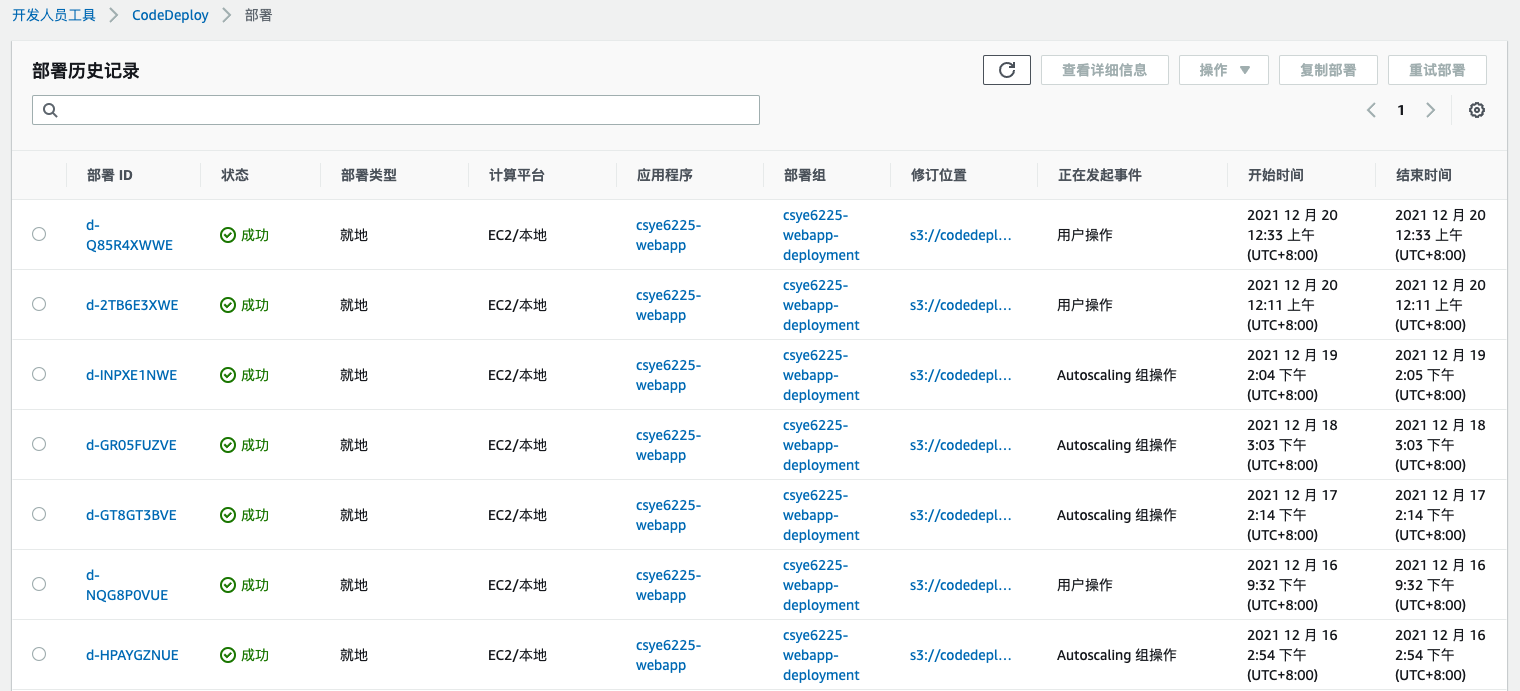 开发人员工具 > CodeDeploy > 部署
部署历史记录
查看详细信息 操作 ▼ 复制部署 重试部署
< 1 >
部署 ID 状态 部署类型 计算平台 应用程序 部署组 修订位置 正在发起事件 开始时间 结束时间
d-Q85R4XWWE 成功 就地 EC2/本地 csye6225-webapp csye6225-webapp-deployment s3://codedepl... 用户操作 2021 12 月 20 12:33 上午 (UTC+8:00) 2021 12 月 20 12:33 上午 (UTC+8:00)
d-2TB6E3XWE 成功 就地 EC2/本地 csye6225-webapp csye6225-webapp-deployment s3://codedepl... 用户操作 2021 12 月 20 12:11 上午 (UTC+8:00) 2021 12 月 20 12:11 上午 (UTC+8:00)
d-INPXE1NWE 成功 就地 EC2/本地 csye6225-webapp csye6225-webapp-deployment s3://codedepl... Autoscaling 组操作 2021 12 月 19 2:04 下午 (UTC+8:00) 2021 12 月 19 2:05 下午 (UTC+8:00)
d-GR05FUZVE 成功 就地 EC2/本地 csye6225-webapp csye6225-webapp-deployment s3://codedepl... Autoscaling 组操作 2021 12 月 18 3:03 下午 (UTC+8:00) 2021 12 月 18 3:03 下午 (UTC+8:00)
d-GT8GT3BVE 成功 就地 EC2/本地 csye6225-webapp csye6225-webapp-deployment s3://codedepl... Autoscaling 组操作 2021 12 月 17 2:14 下午 (UTC+8:00) 2021 12 月 17 2:14 下午 (UTC+8:00)
d-NQG8P0VUE 成功 就地 EC2/本地 csye6225-webapp csye6225-webapp-deployment s3://codedepl... 用户操作 2021 12 月 16 9:32 下午 (UTC+8:00) 2021 12 月 16 9:32 下午 (UTC+8:00)
d-HPAYGZNUE 成功 就地 EC2/本地 csye6225-webapp csye6225-webapp-deployment s3://codedepl... Autoscaling 组操作 2021 12 月 16 2:54 下午 (UTC+8:00) 2021 12 月 16 2:54 下午 (UTC+8:00)